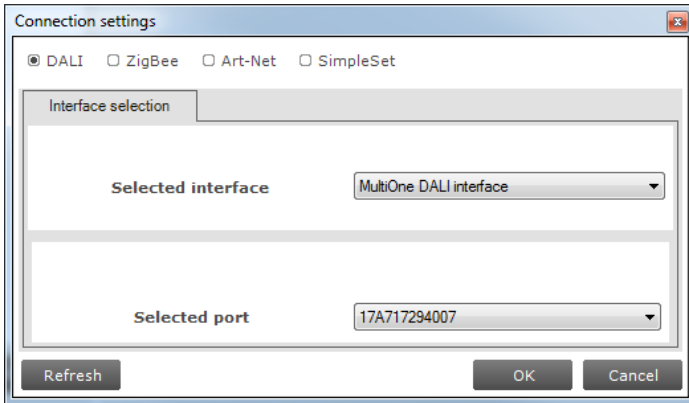 Connection settings
DALI ZigBee Art-Net SimpleSet
Interface selection
Selected interface MultiOne DALI interface
Selected port 17A717294007
Refresh OK Cancel